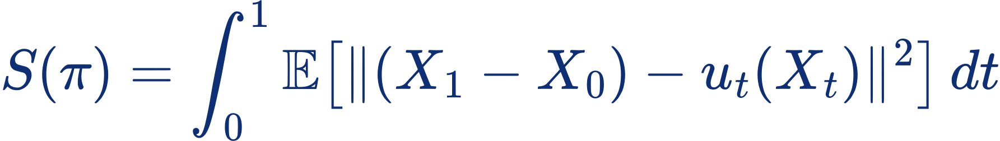 S(π) = ∫₀¹ 𝔼[‖(X₁ − X₀) − uₜ(Xₜ)‖²] dt